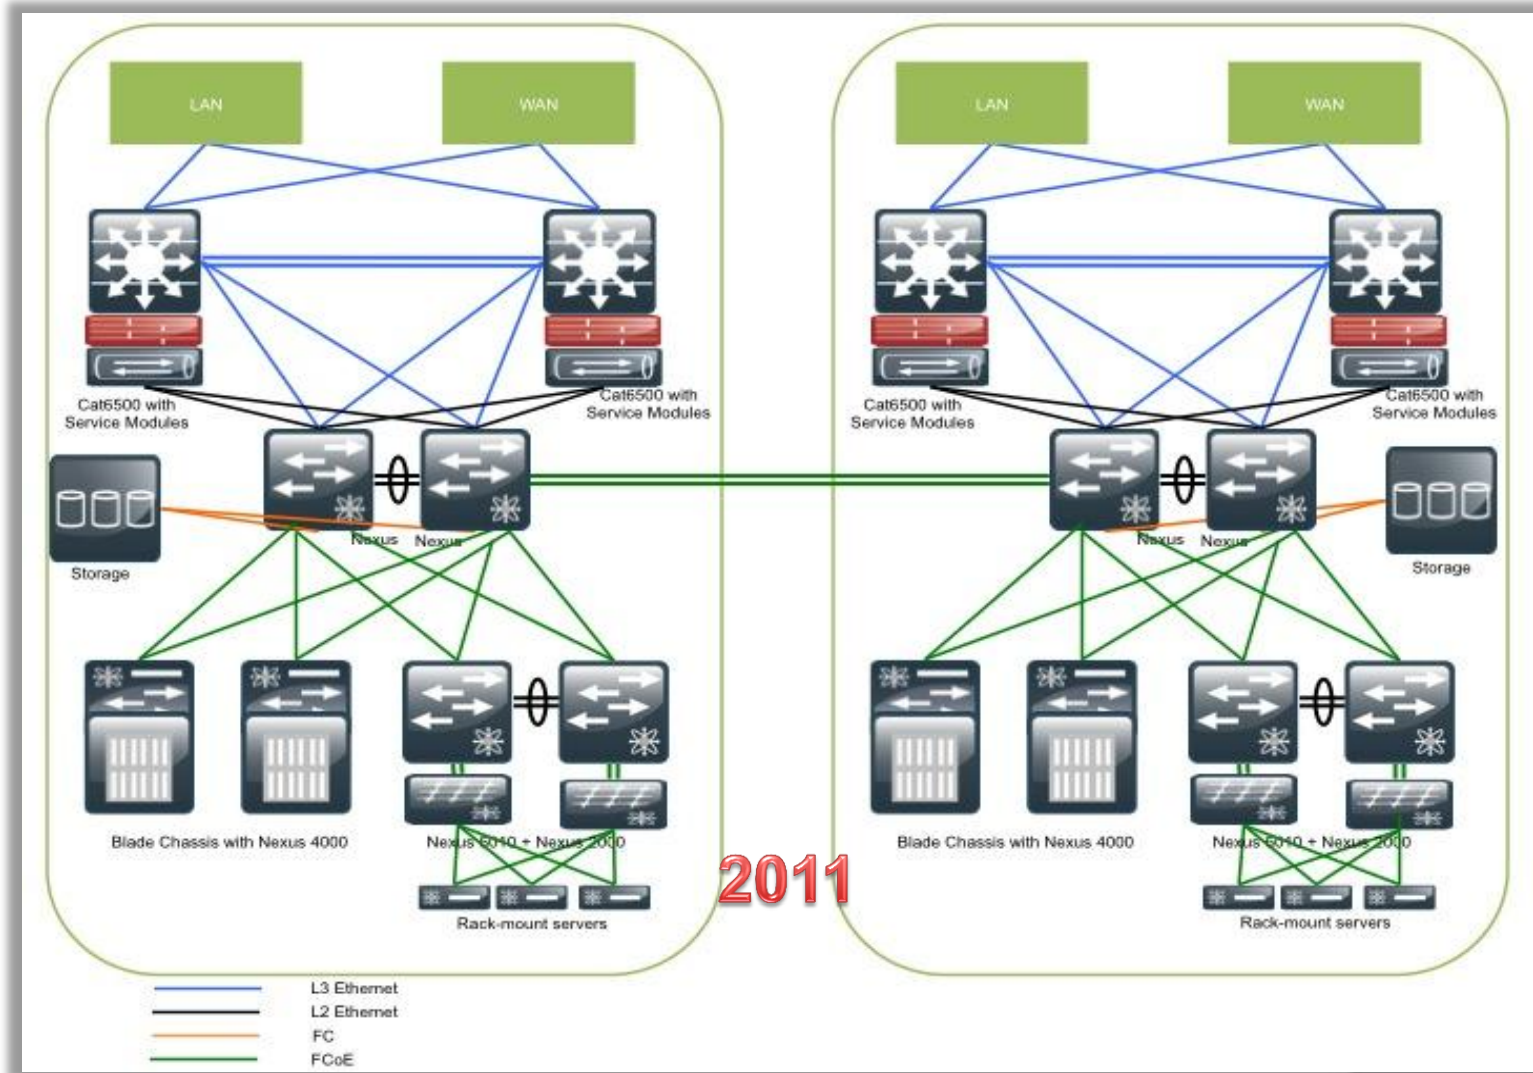 LAN
WAN
LAN
WAN
Cat6500 with
Service Modules
Cat6500 with
Service Modules
Cat6500 with
Service Modules
Cat6500 with
Service Modules
Nexus
Nexus
Nexus
Nexus
Storage
Storage
Blade Chassis with Nexus 4000
Nexus 5010 + Nexus 2000
Blade Chassis with Nexus 4000
Nexus 5010 + Nexus 2000
2011
Rack-mount servers
Rack-mount servers
L3 Ethernet
L2 Ethernet
FC
FCoE